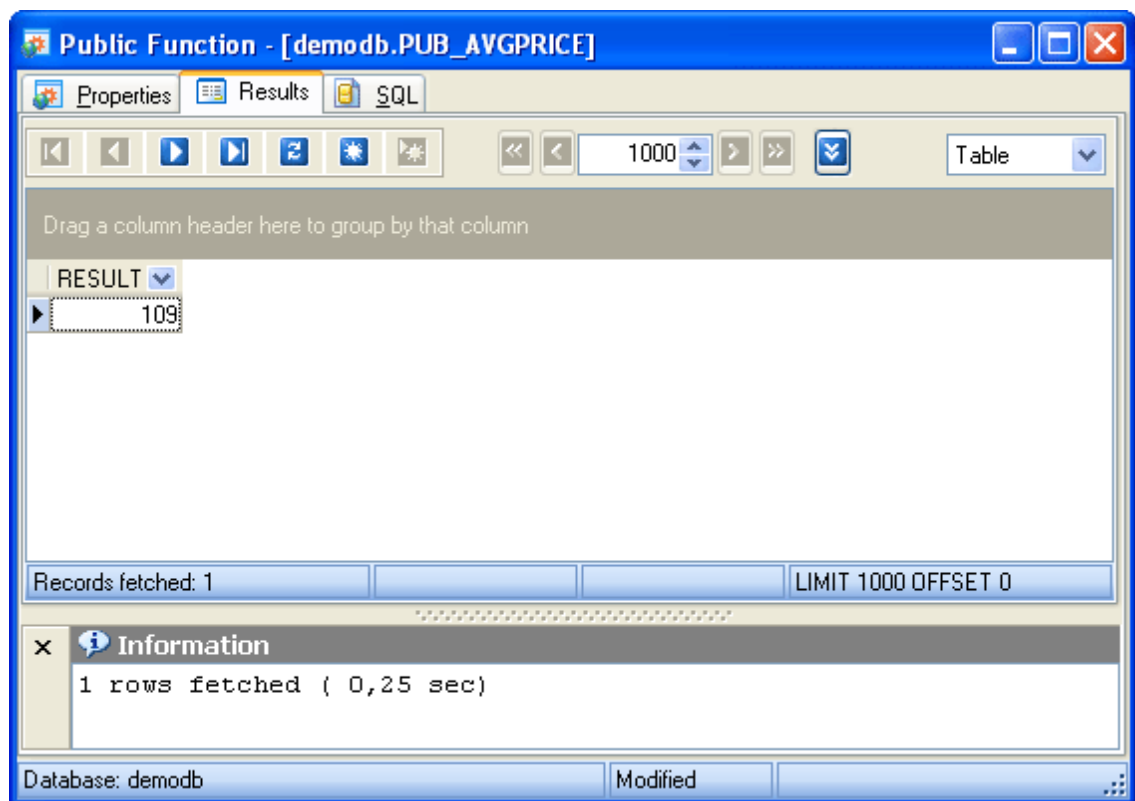 Public Function - [demodb.PUB_AVGPRICE]
Properties Results SQL
1000 Table
Drag a column header here to group by that column
RESULT
109
Records fetched: 1 LIMIT 1000 OFFSET 0
Information
1 rows fetched ( 0,25 sec)
Database: demodb Modified